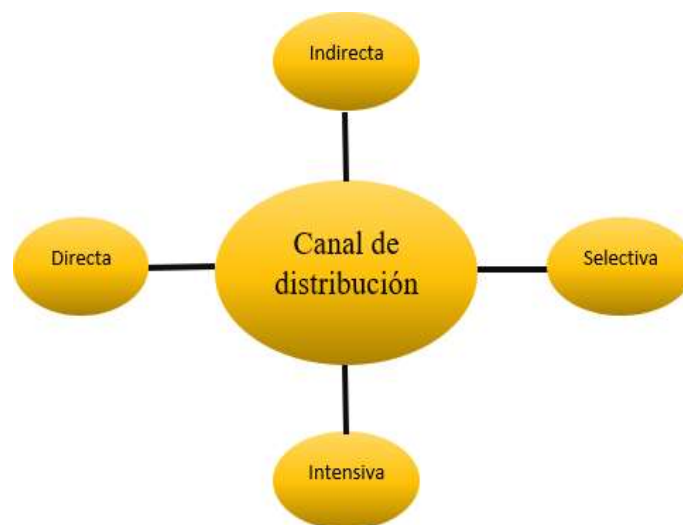 Indirecta
Directa
Canal de
distribución
Selectiva
Intensiva